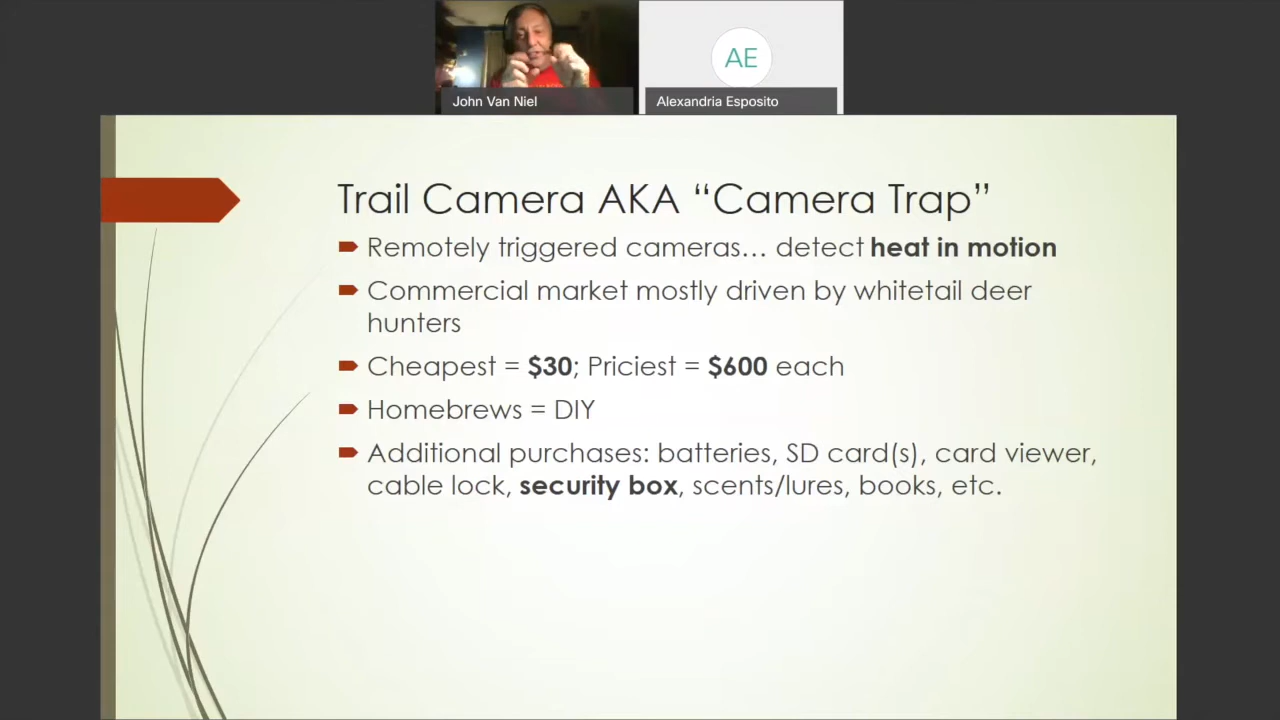 John Van Niel
AE
Alexandria Esposito
Trail Camera AKA “Camera Trap”
Remotely triggered cameras… detect heat in motion
Commercial market mostly driven by whitetail deer
hunters
Cheapest = $30; Priciest = $600 each
Homebrews = DIY
Additional purchases: batteries, SD card(s), card viewer,
cable lock, security box, scents/lures, books, etc.